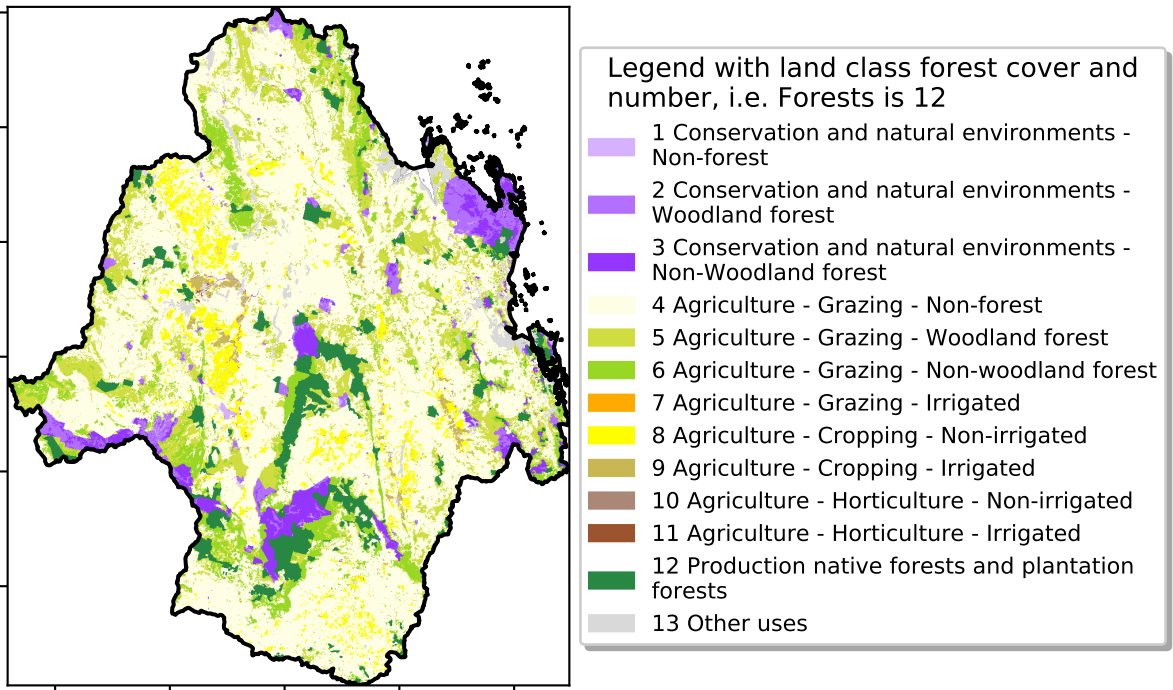 Legend with land class forest cover and
number, i.e. Forests is 12
1 Conservation and natural environments -
Non-forest
2 Conservation and natural environments -
Woodland forest
3 Conservation and natural environments -
Non-Woodland forest
4 Agriculture - Grazing - Non-forest
5 Agriculture - Grazing - Woodland forest
6 Agriculture - Grazing - Non-woodland forest
7 Agriculture - Grazing - Irrigated
8 Agriculture - Cropping - Non-irrigated
9 Agriculture - Cropping - Irrigated
10 Agriculture - Horticulture - Non-irrigated
11 Agriculture - Horticulture - Irrigated
12 Production native forests and plantation
forests
13 Other uses